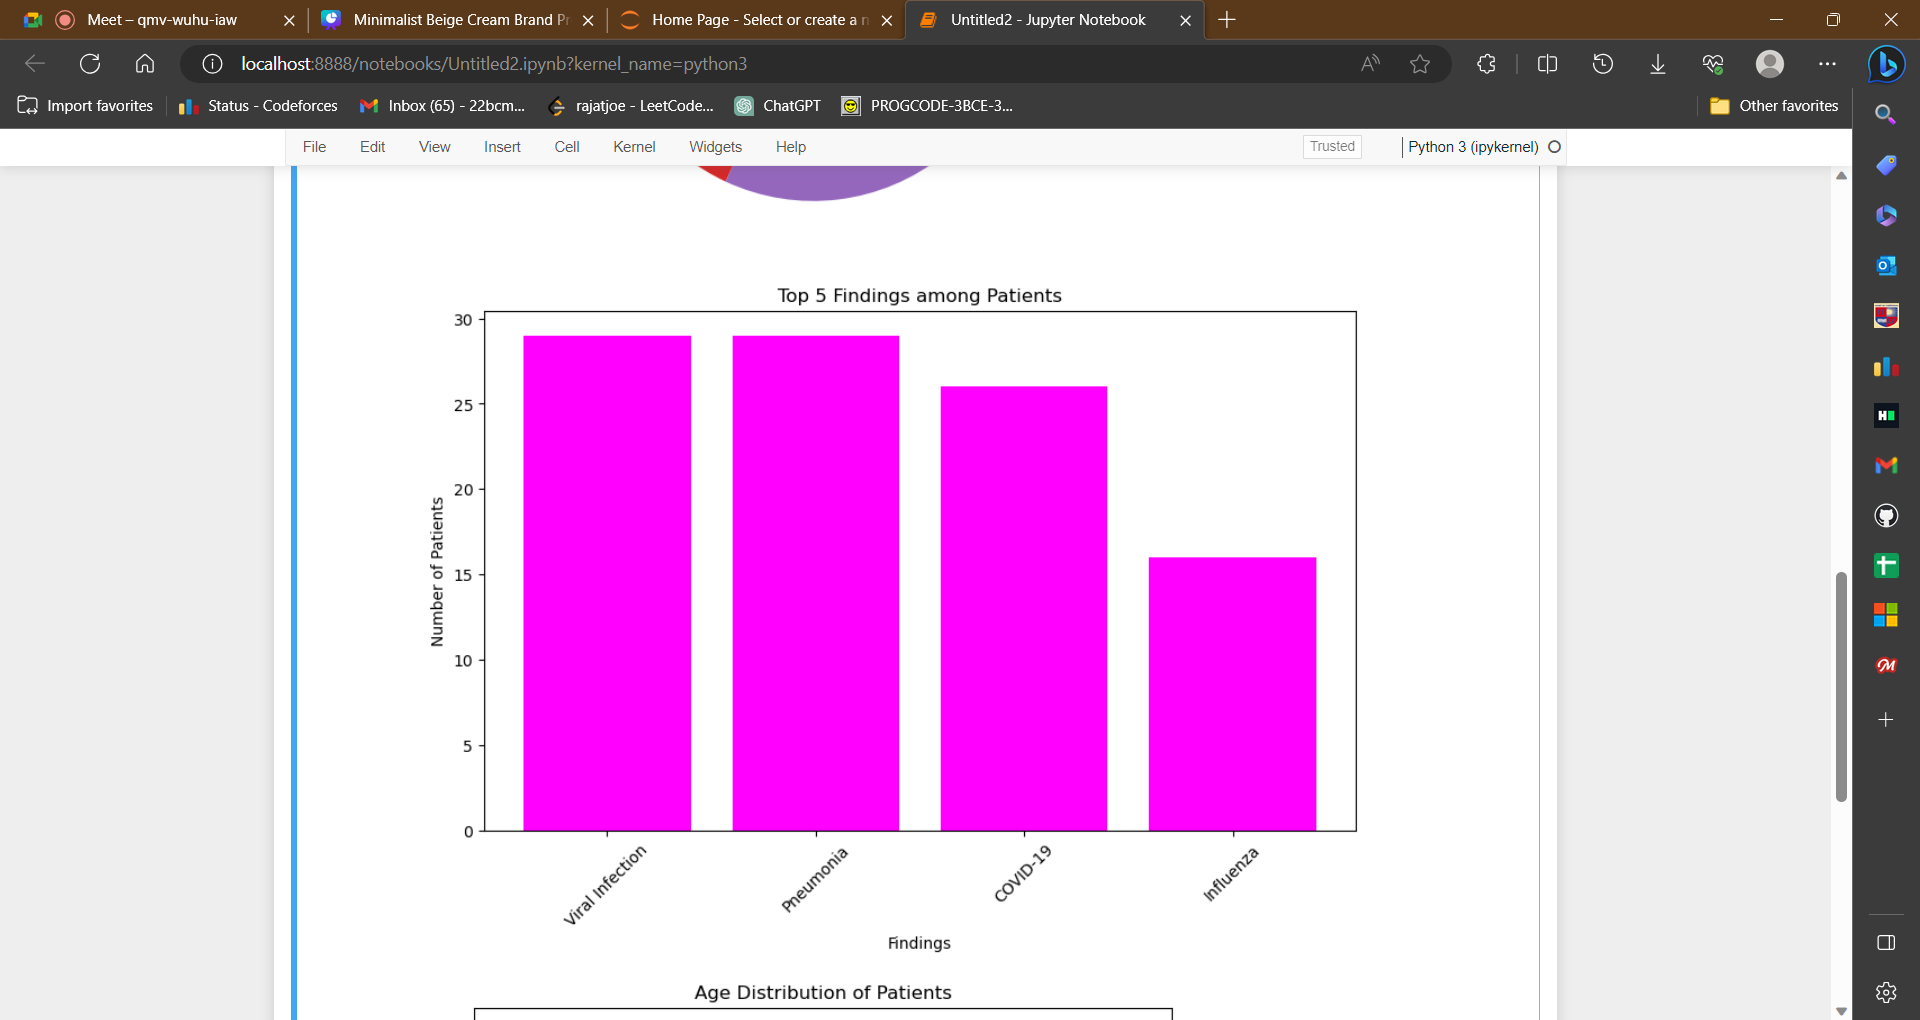 Meet – qmv-wuhu-iaw
Minimalist Beige Cream Brand Pr
Home Page - Select or create a n
Untitled2 - Jupyter Notebook
localhost:8888/notebooks/Untitled2.ipynb?kernel_name=python3
Import favorites
Status - Codeforces
Inbox (65) - 22bcm...
rajatjoe - LeetCode...
ChatGPT
PROGCODE-3BCE-3...
Other favorites
File Edit View Insert Cell Kernel Widgets Help
Trusted
Python 3 (ipykernel)
Top 5 Findings among Patients
30
25
20
15
10
5
0
Number of Patients
Viral Infection
Pneumonia
COVID-19
Influenza
Findings
Age Distribution of Patients